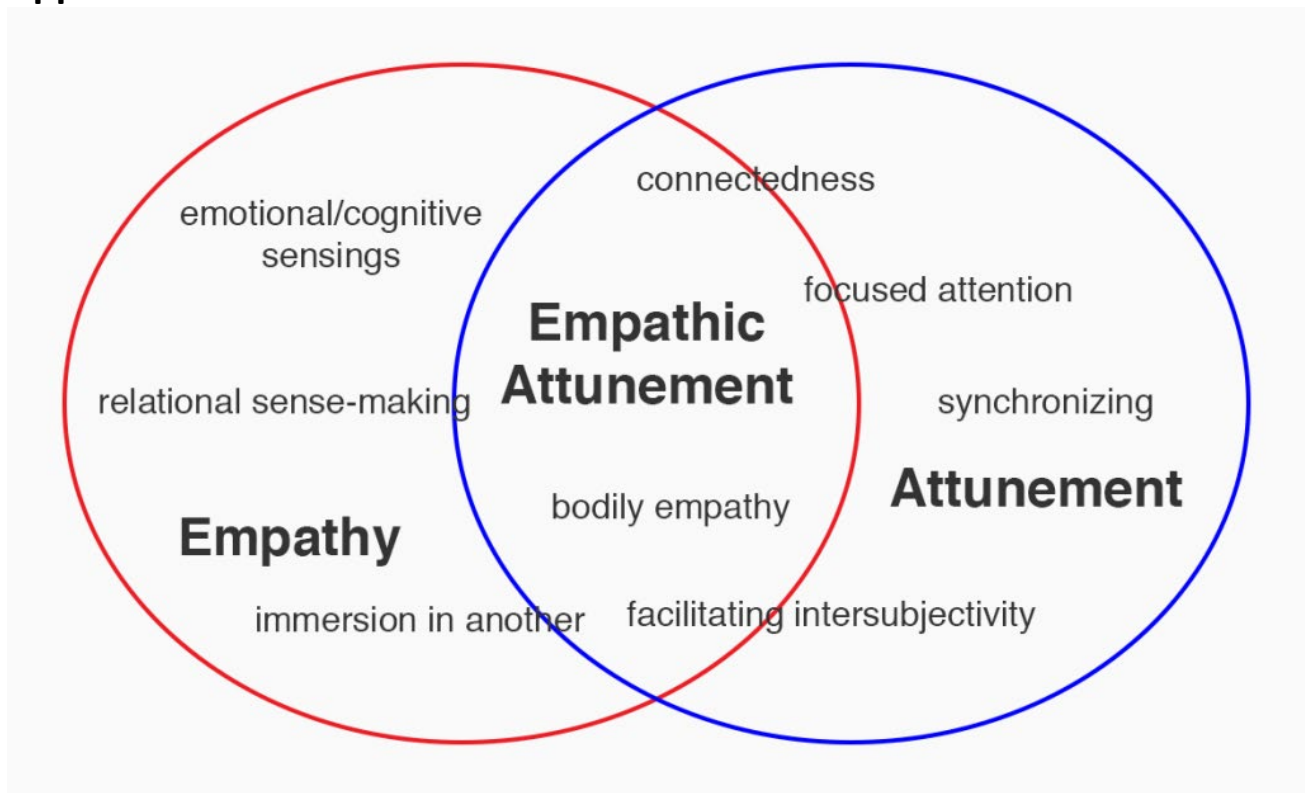 connectedness
emotional/cognitive
sensings
focused attention
Empathic
Attunement
relational sense-making
synchronizing
Attunement
bodily empathy
Empathy
immersion in another
facilitating intersubjectivity